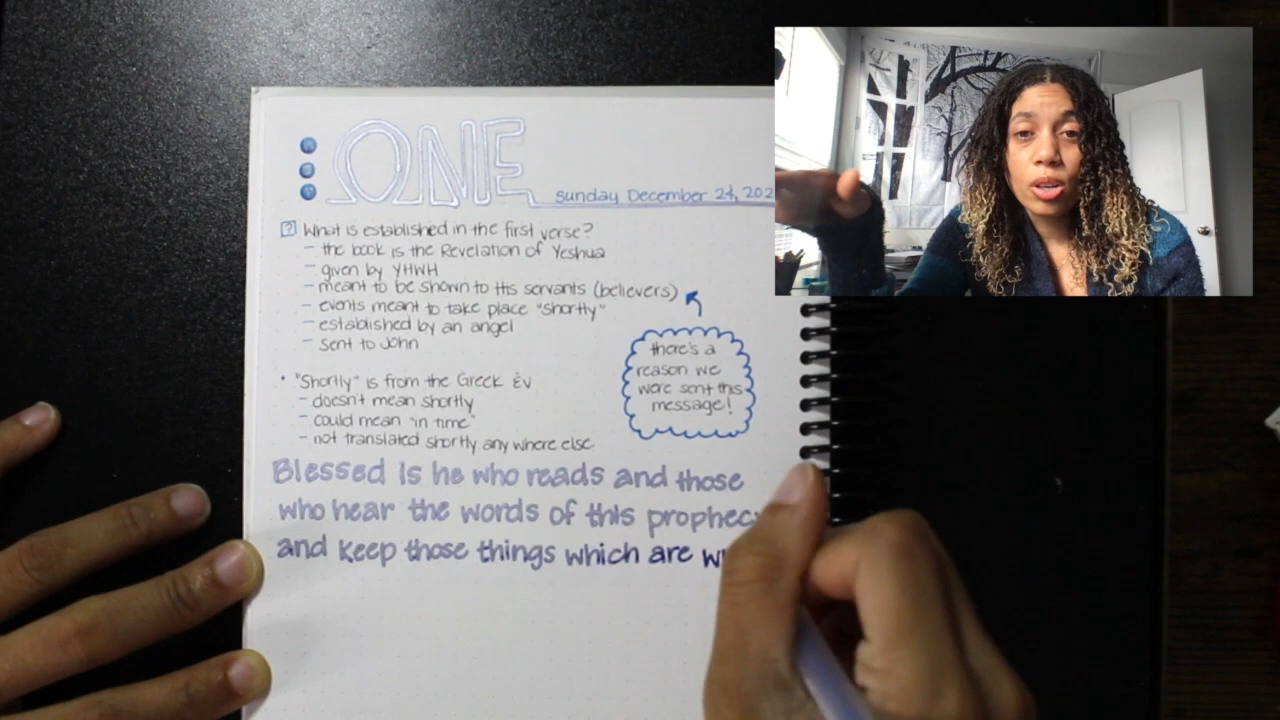 ONE
Sunday December 24, 202
? What is established in the first verse?
- the book is the Revelation of Yeshua
- given by YHWH
- meant to be shown to His servants (believers)
- events meant to take place "shortly"
- established by an angel
- sent to John
there's a
reason we
were sent this
message!
• "Shortly" is from the Greek ἐν
- doesn't mean shortly
- could mean "in time"
- not translated shortly any where else
Blessed is he who reads and those
who hear the words of this prophecy
and keep those things which are w